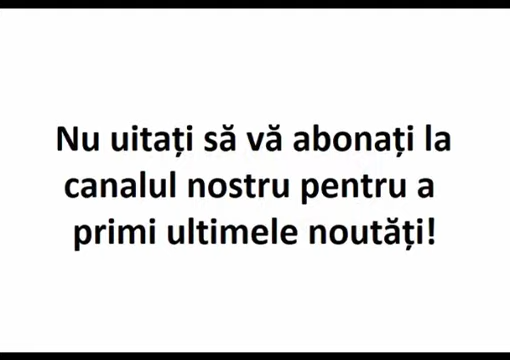 Nu uitați să vă abonați la
canalul nostru pentru a
primi ultimele noutăți!